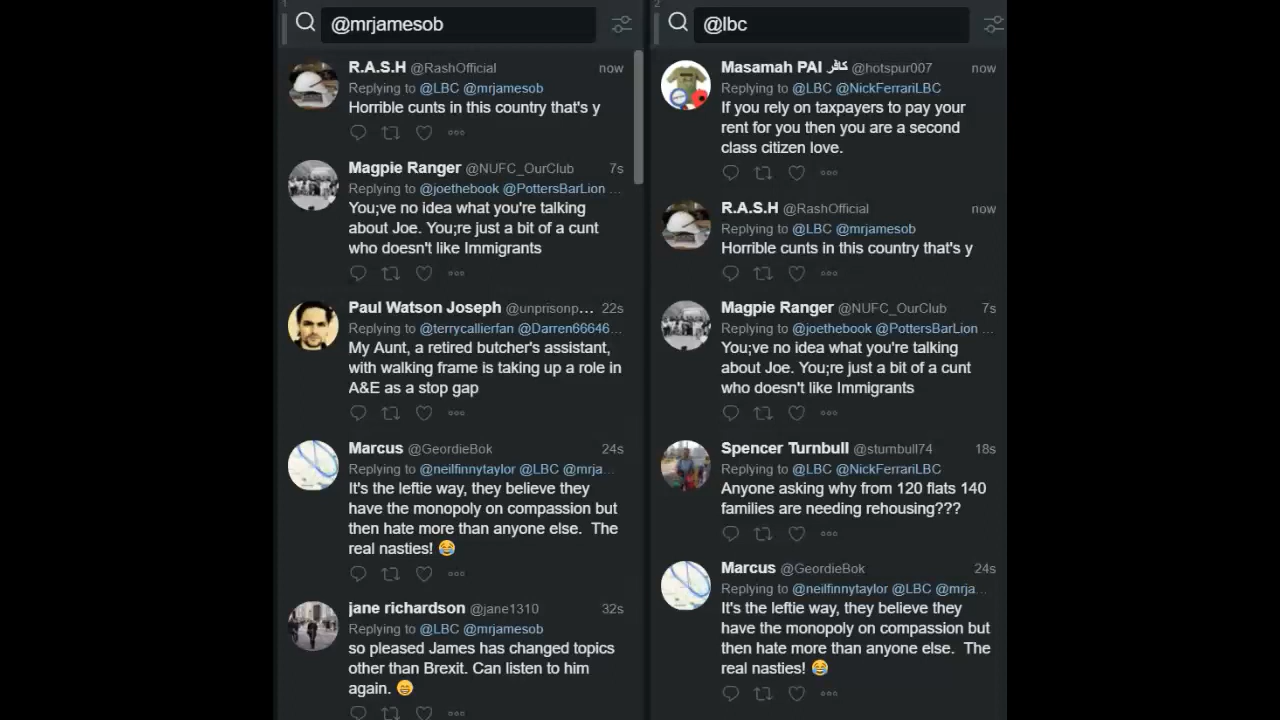 1
@mrjamesob
R.A.S.H @RashOfficial now
Replying to @LBC @mrjamesob
Horrible cunts in this country that's y
Magpie Ranger @NUFC_OurClub 7s
Replying to @joethebook @PottersBarLion ...
You;ve no idea what you're talking
about Joe. You;re just a bit of a cunt
who doesn't like Immigrants
Paul Watson Joseph @unprisonp... 22s
Replying to @terrycallierfan @Darren66646...
My Aunt, a retired butcher's assistant,
with walking frame is taking up a role in
A&E as a stop gap
Marcus @GeordieBok 24s
Replying to @neilfinnytaylor @LBC @mrja...
It's the leftie way, they believe they
have the monopoly on compassion but
then hate more than anyone else. The
real nasties! 😂
jane richardson @jane1310 32s
Replying to @LBC @mrjamesob
so pleased James has changed topics
other than Brexit. Can listen to him
again. 😁
2
@lbc
Masamah PAI كافر @hotspur007 now
Replying to @LBC @NickFerrariLBC
If you rely on taxpayers to pay your
rent for you then you are a second
class citizen love.
R.A.S.H @RashOfficial now
Replying to @LBC @mrjamesob
Horrible cunts in this country that's y
Magpie Ranger @NUFC_OurClub 7s
Replying to @joethebook @PottersBarLion ...
You;ve no idea what you're talking
about Joe. You;re just a bit of a cunt
who doesn't like Immigrants
Spencer Turnbull @sturnbull74 18s
Replying to @LBC @NickFerrariLBC
Anyone asking why from 120 flats 140
families are needing rehousing???
Marcus @GeordieBok 24s
Replying to @neilfinnytaylor @LBC @mrja...
It's the leftie way, they believe they
have the monopoly on compassion but
then hate more than anyone else. The
real nasties! 😂